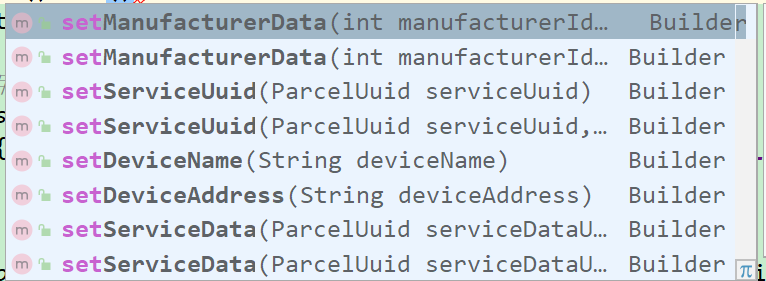 m setManufacturerData(int manufacturerId… Builder
m setManufacturerData(int manufacturerId… Builder
m setServiceUuid(ParcelUuid serviceUuid) Builder
m setServiceUuid(ParcelUuid serviceUuid,… Builder
m setDeviceName(String deviceName) Builder
m setDeviceAddress(String deviceAddress) Builder
m setServiceData(ParcelUuid serviceDataU… Builder
m setServiceData(ParcelUuid serviceDataU… Builder
π